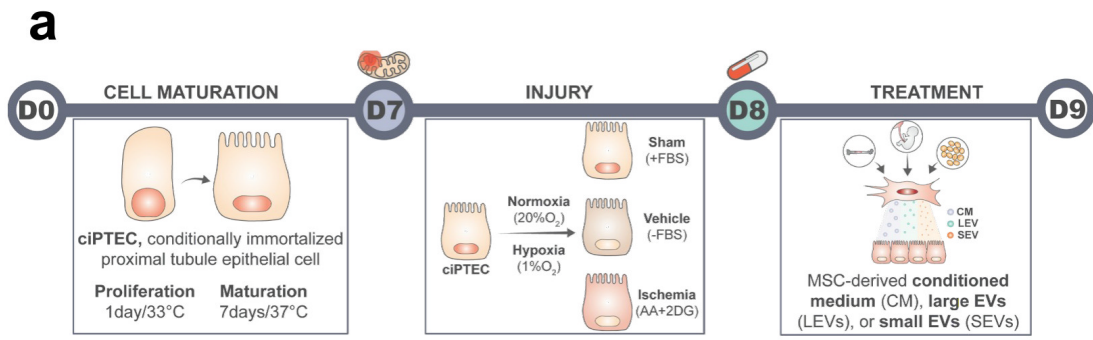 a
D0
CELL MATURATION
D7
INJURY
D8
TREATMENT
D9
ciPTEC, conditionally immortalized
proximal tubule epithelial cell
Proliferation
1day/33°C
Maturation
7days/37°C
ciPTEC
Normoxia
(20%O₂)
Hypoxia
(1%O₂)
Sham
(+FBS)
Vehicle
(-FBS)
Ischemia
(AA+2DG)
CM
LEV
SEV
MSC-derived conditioned
medium (CM), large EVs
(LEVs), or small EVs (SEVs)